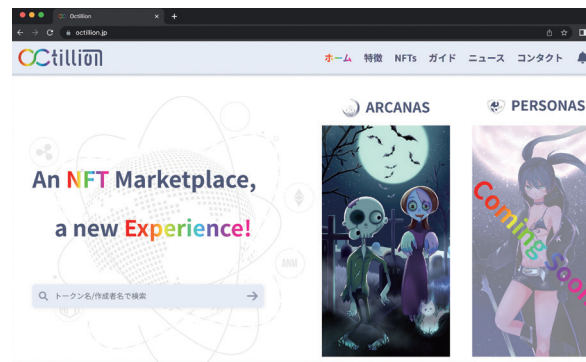 Octillion
octillion.jp
OCtillion
ホーム 特徴 NFTs ガイド ニュース コンタクト
ARCANAS
PERSONAS
An NFT Marketplace,
a new Experience!
トークン名/作成者名で検索
ANM
Coming Soon